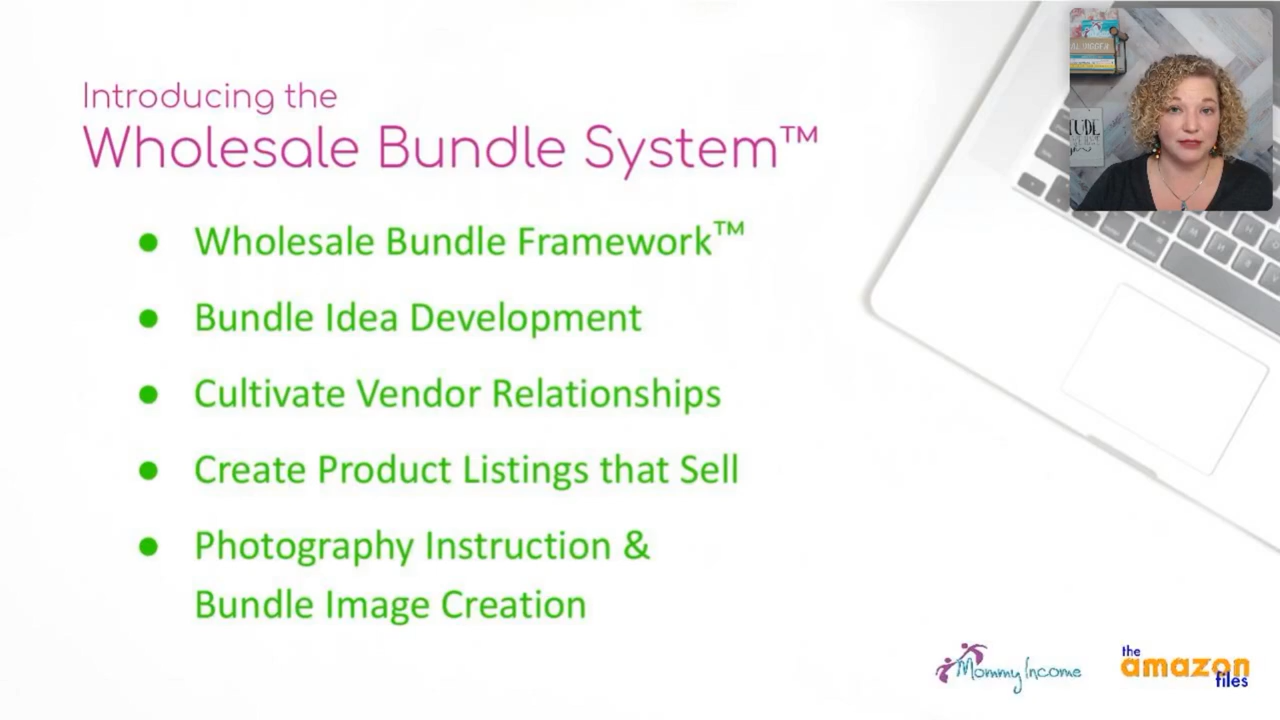 Introducing the
Wholesale Bundle System™
● Wholesale Bundle Framework™
● Bundle Idea Development
● Cultivate Vendor Relationships
● Create Product Listings that Sell
● Photography Instruction &
Bundle Image Creation
Mommy Income
the
amazon
files